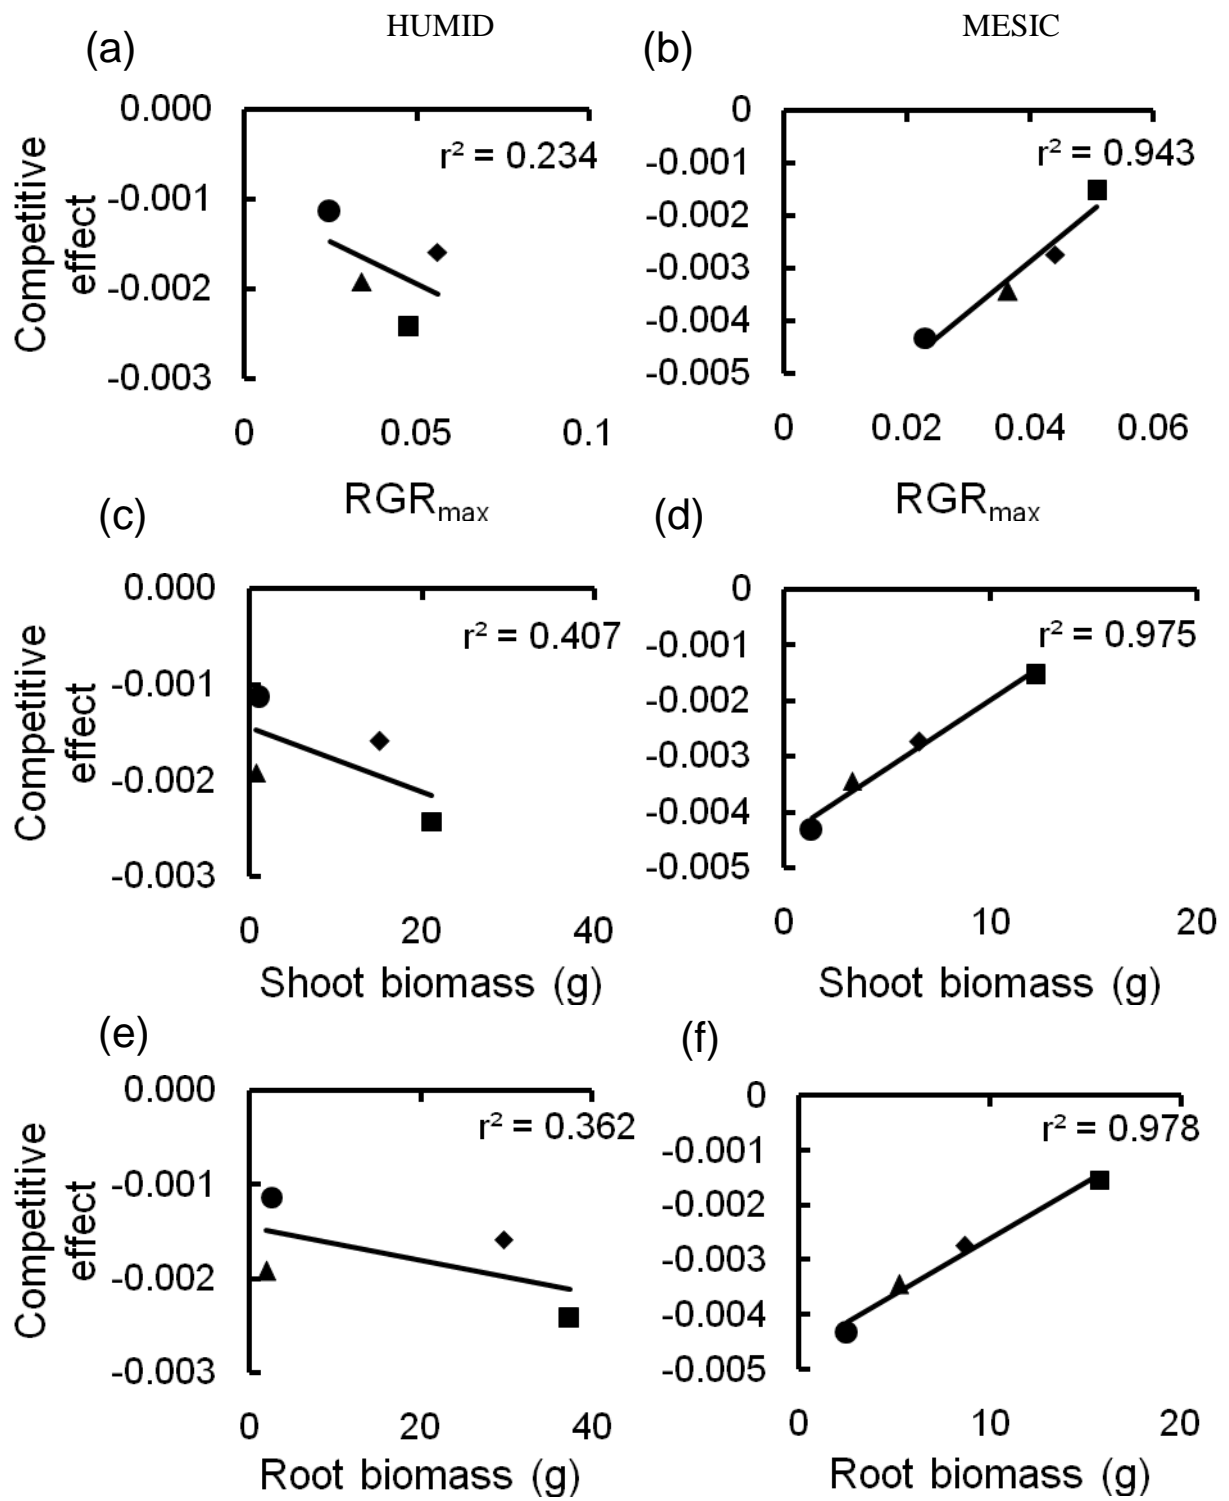 HUMID
MESIC
(a)
(b)
0.000
-0.001
-0.002
-0.003
Competitive
effect
r² = 0.234
0
0.05
0.1
RGRmax
0
-0.001
-0.002
-0.003
-0.004
-0.005
r² = 0.943
0
0.02
0.04
0.06
RGRmax
(c)
(d)
0.000
-0.001
-0.002
-0.003
Competitive
effect
r² = 0.407
0
20
40
Shoot biomass (g)
0
-0.001
-0.002
-0.003
-0.004
-0.005
r² = 0.975
0
10
20
Shoot biomass (g)
(e)
(f)
0.000
-0.001
-0.002
-0.003
Competitive
effect
r² = 0.362
0
20
40
Root biomass (g)
0
-0.001
-0.002
-0.003
-0.004
-0.005
r² = 0.978
0
10
20
Root biomass (g)